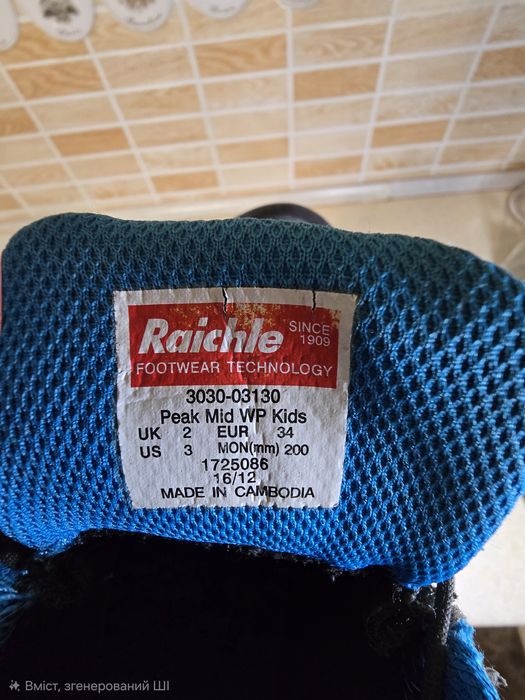 Raichle SINCE 1909
FOOTWEAR TECHNOLOGY
3030-03130
Peak Mid WP Kids
UK 2 EUR 34
US 3 MON(mm) 200
1725086
16/12
MADE IN CAMBODIA
Вміст, згенерований ШІ